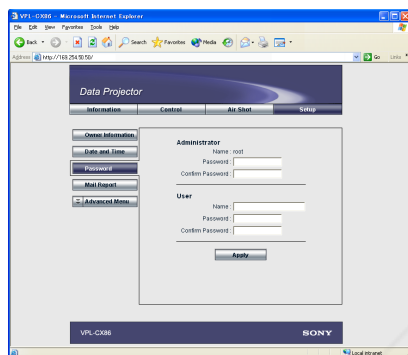 VPL-CX86 - Microsoft Internet Explorer
File Edit View Favorites Tools Help
Back Search Favorites Media
Address http://169.254.50.50/ Go Links
Data Projector
Information Control Air Shot Setup
Owner Information
Date and Time
Password
Mail Report
Advanced Menu
Administrator
Name : root
Password :
Confirm Password :
User
Name :
Password :
Confirm Password :
Apply
VPL-CX86 SONY
Local intranet